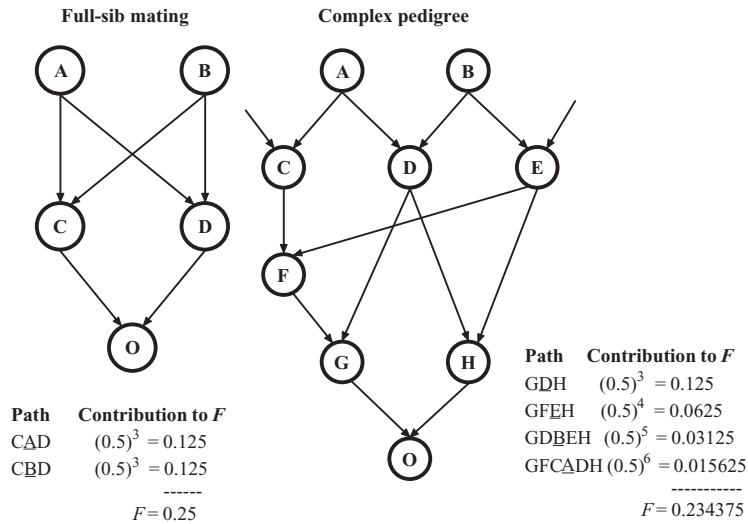 Full-sib mating
Complex pedigree
A
B
C
D
O
A
B
C
D
E
F
G
H
O
Path Contribution to F
CAD (0.5)³ = 0.125
CBD (0.5)³ = 0.125
------
F = 0.25
Path Contribution to F
GDH (0.5)³ = 0.125
GFEH (0.5)⁴ = 0.0625
GDBEH (0.5)⁵ = 0.03125
GFCADH (0.5)⁶ = 0.015625
-----------
F = 0.234375